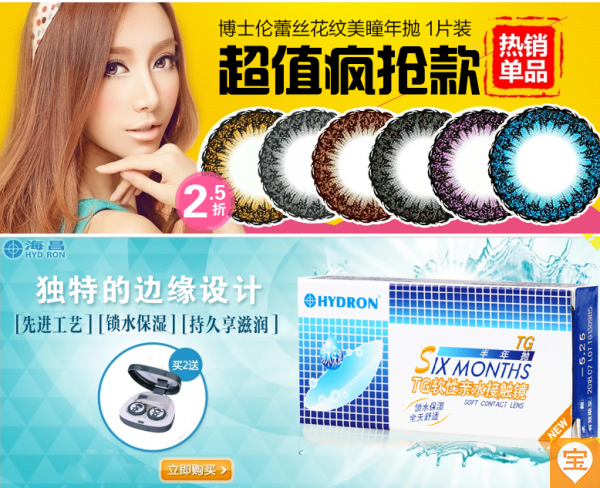 博士伦蕾丝花纹美瞳年抛 1片装
超值疯抢款
热销
单品
2.5
折
海昌
HYDRON
独特的边缘设计
[先进工艺] [锁水保湿] [持久享滋润]
买2送
立即购买>
HYDRON
TG
半年抛
SIX MONTHS
TG软性亲水接触镜
SOFT CONTACT LENS
锁水保湿
全天舒适
-5.25
NEW
宝